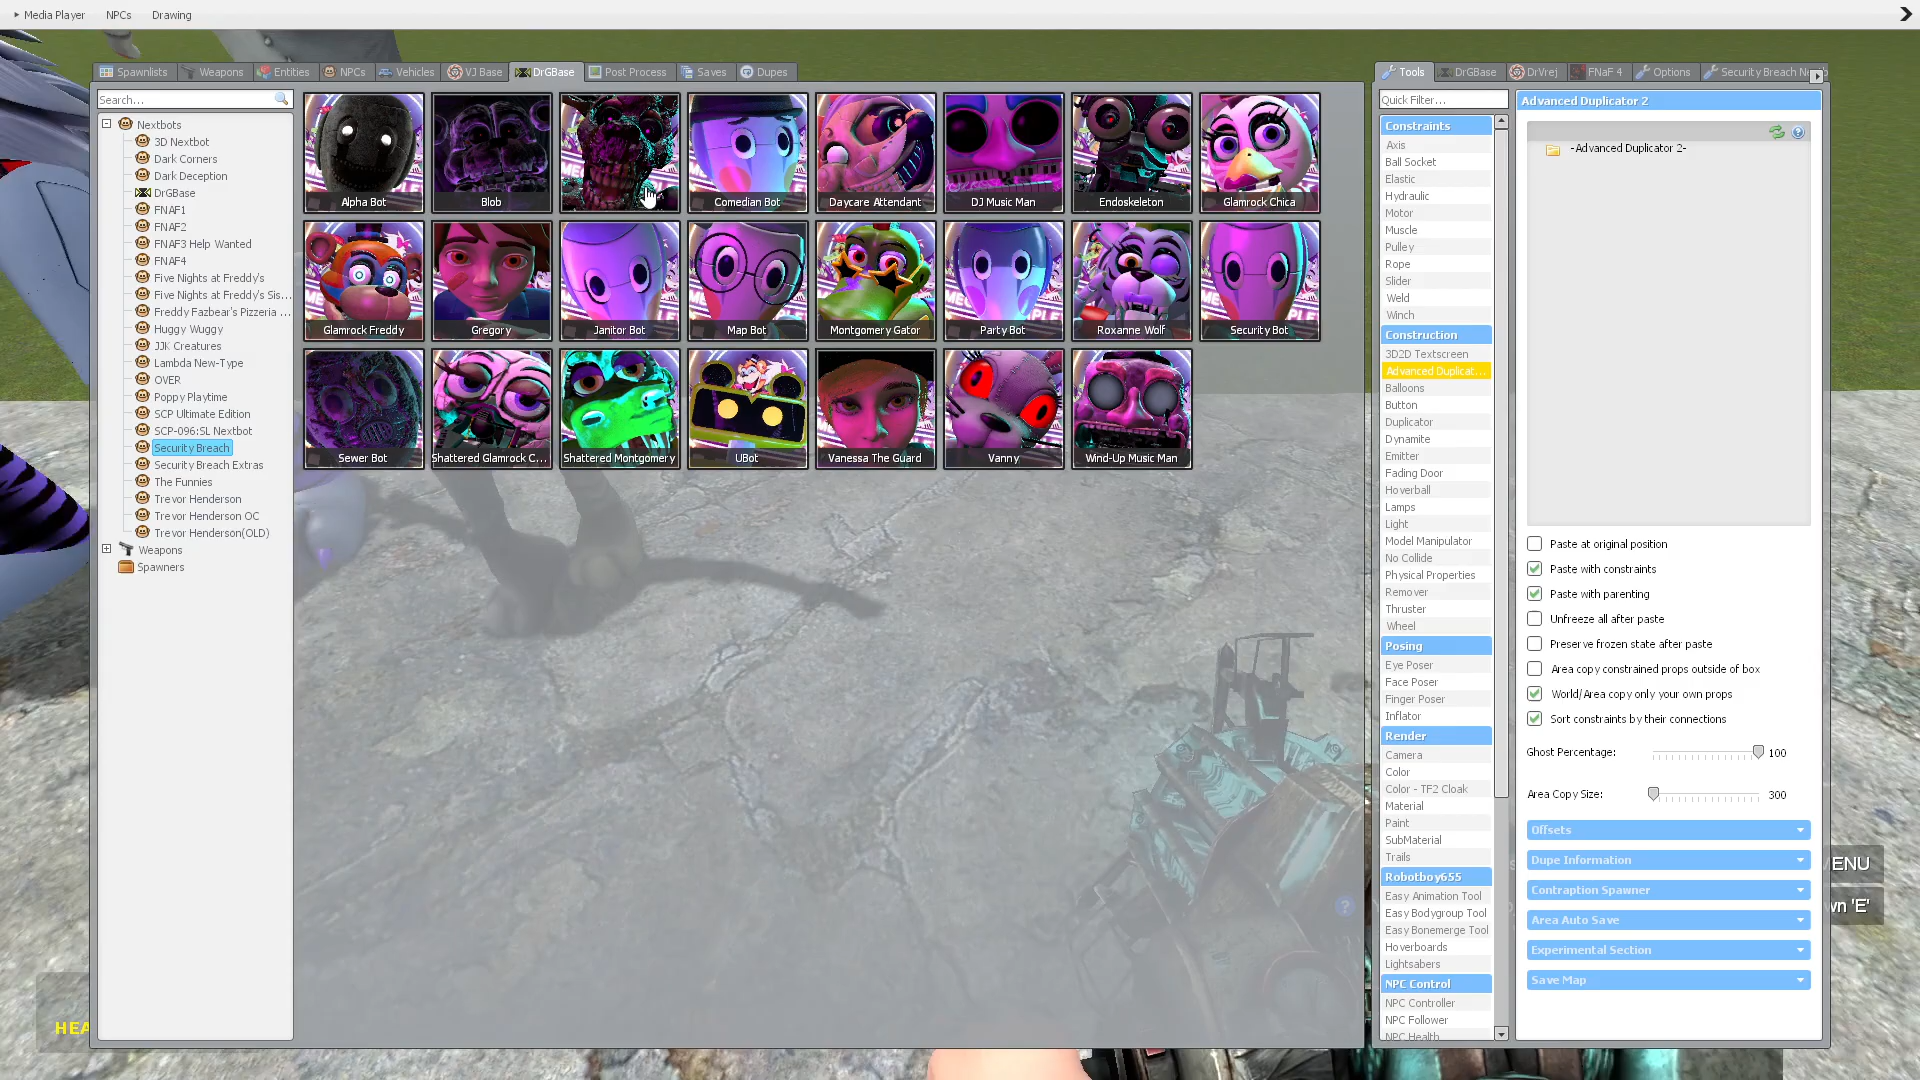 Media Player NPCs Drawing
Spawnlists Weapons Entities NPCs Vehicles VJ Base DrGBase Post Process Saves Dupes
Tools DrGBase DrVrej FNaF 4 Options Security Breach
Search...
Nextbots
3D Nextbot
Dark Corners
Dark Deception
DrGBase
FNAF1
FNAF2
FNAF3 Help Wanted
FNAF4
Five Nights at Freddy's
Five Nights at Freddy's Sis...
Freddy Fazbear's Pizzeria ...
Huggy Wuggy
JJK Creatures
Lambda New-Type
OVER
Poppy Playtime
SCP Ultimate Edition
SCP-096:SL Nextbot
Security Breach
Security Breach Extras
The Funnies
Trevor Henderson
Trevor Henderson OC
Trevor Henderson(OLD)
Weapons
Spawners
Alpha Bot
Blob
Comedian Bot
Daycare Attendant
DJ Music Man
Endoskeleton
Glamrock Chica
Glamrock Freddy
Gregory
Janitor Bot
Map Bot
Montgomery Gator
Party Bot
Roxanne Wolf
Security Bot
Sewer Bot
Shattered Glamrock C...
Shattered Montgomery
UBot
Vanessa The Guard
Vanny
Wind-Up Music Man
Quick Filter...
Constraints
Axis
Ball Socket
Elastic
Hydraulic
Motor
Muscle
Pulley
Rope
Slider
Weld
Winch
Construction
3D2D Textscreen
Advanced Duplicat...
Balloons
Button
Duplicator
Dynamite
Emitter
Fading Door
Hoverball
Lamps
Light
Model Manipulator
No Collide
Physical Properties
Remover
Thruster
Wheel
Posing
Eye Poser
Face Poser
Finger Poser
Inflator
Render
Camera
Color
Color - TF2 Cloak
Material
Paint
SubMaterial
Trails
Robotboy655
Easy Animation Tool
Easy Bodygroup Tool
Easy Bonemerge Tool
Hoverboards
Lightsabers
NPC Control
NPC Controller
NPC Follower
NPC Health
Advanced Duplicator 2
-Advanced Duplicator 2-
Paste at original position
Paste with constraints
Paste with parenting
Unfreeze all after paste
Preserve frozen state after paste
Area copy constrained props outside of box
World/Area copy only your own props
Sort constraints by their connections
Ghost Percentage: 100
Area Copy Size: 300
Offsets
Dupe Information
Contraption Spawner
Area Auto Save
Experimental Section
Save Map
ENU
wn 'E'
HEA